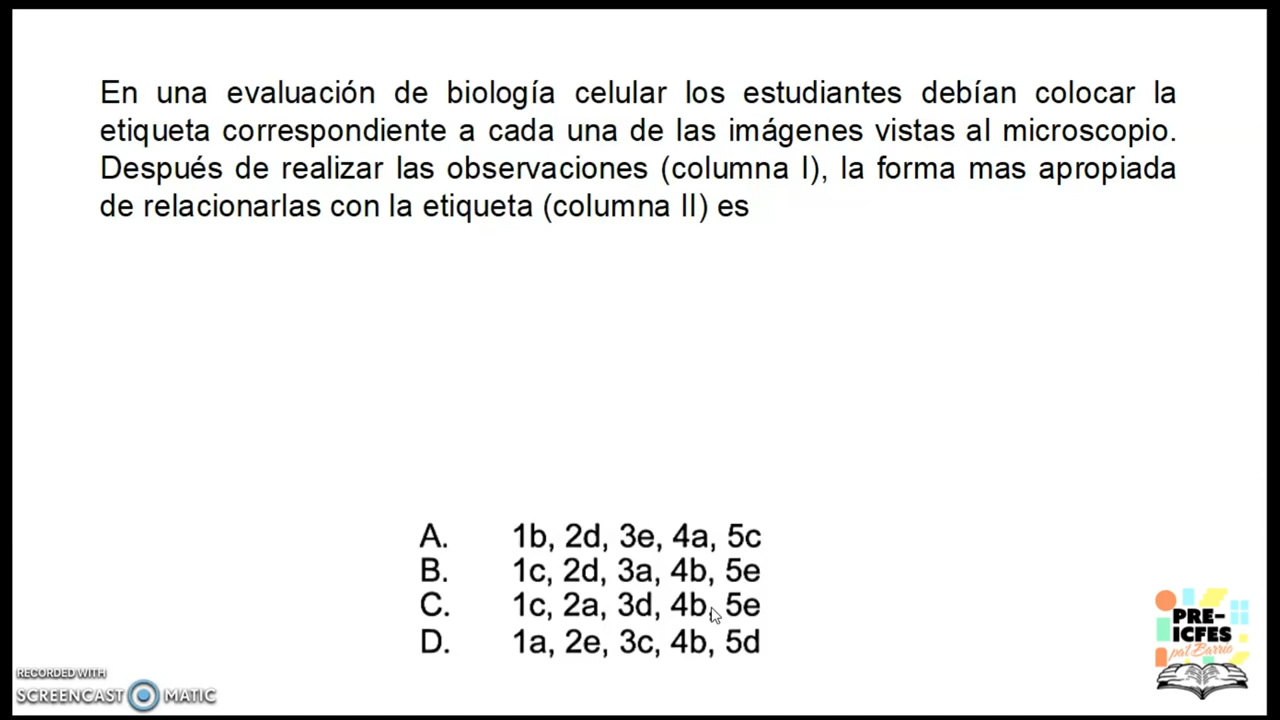 En una evaluación de biología celular los estudiantes debían colocar la
etiqueta correspondiente a cada una de las imágenes vistas al microscopio.
Después de realizar las observaciones (columna I), la forma mas apropiada
de relacionarlas con la etiqueta (columna II) es
A. 1b, 2d, 3e, 4a, 5c
B. 1c, 2d, 3a, 4b, 5e
C. 1c, 2a, 3d, 4b, 5e
D. 1a, 2e, 3c, 4b, 5d
PRE-
ICFES
pa'l Barrio
RECORDED WITH
SCREENCAST MATIC